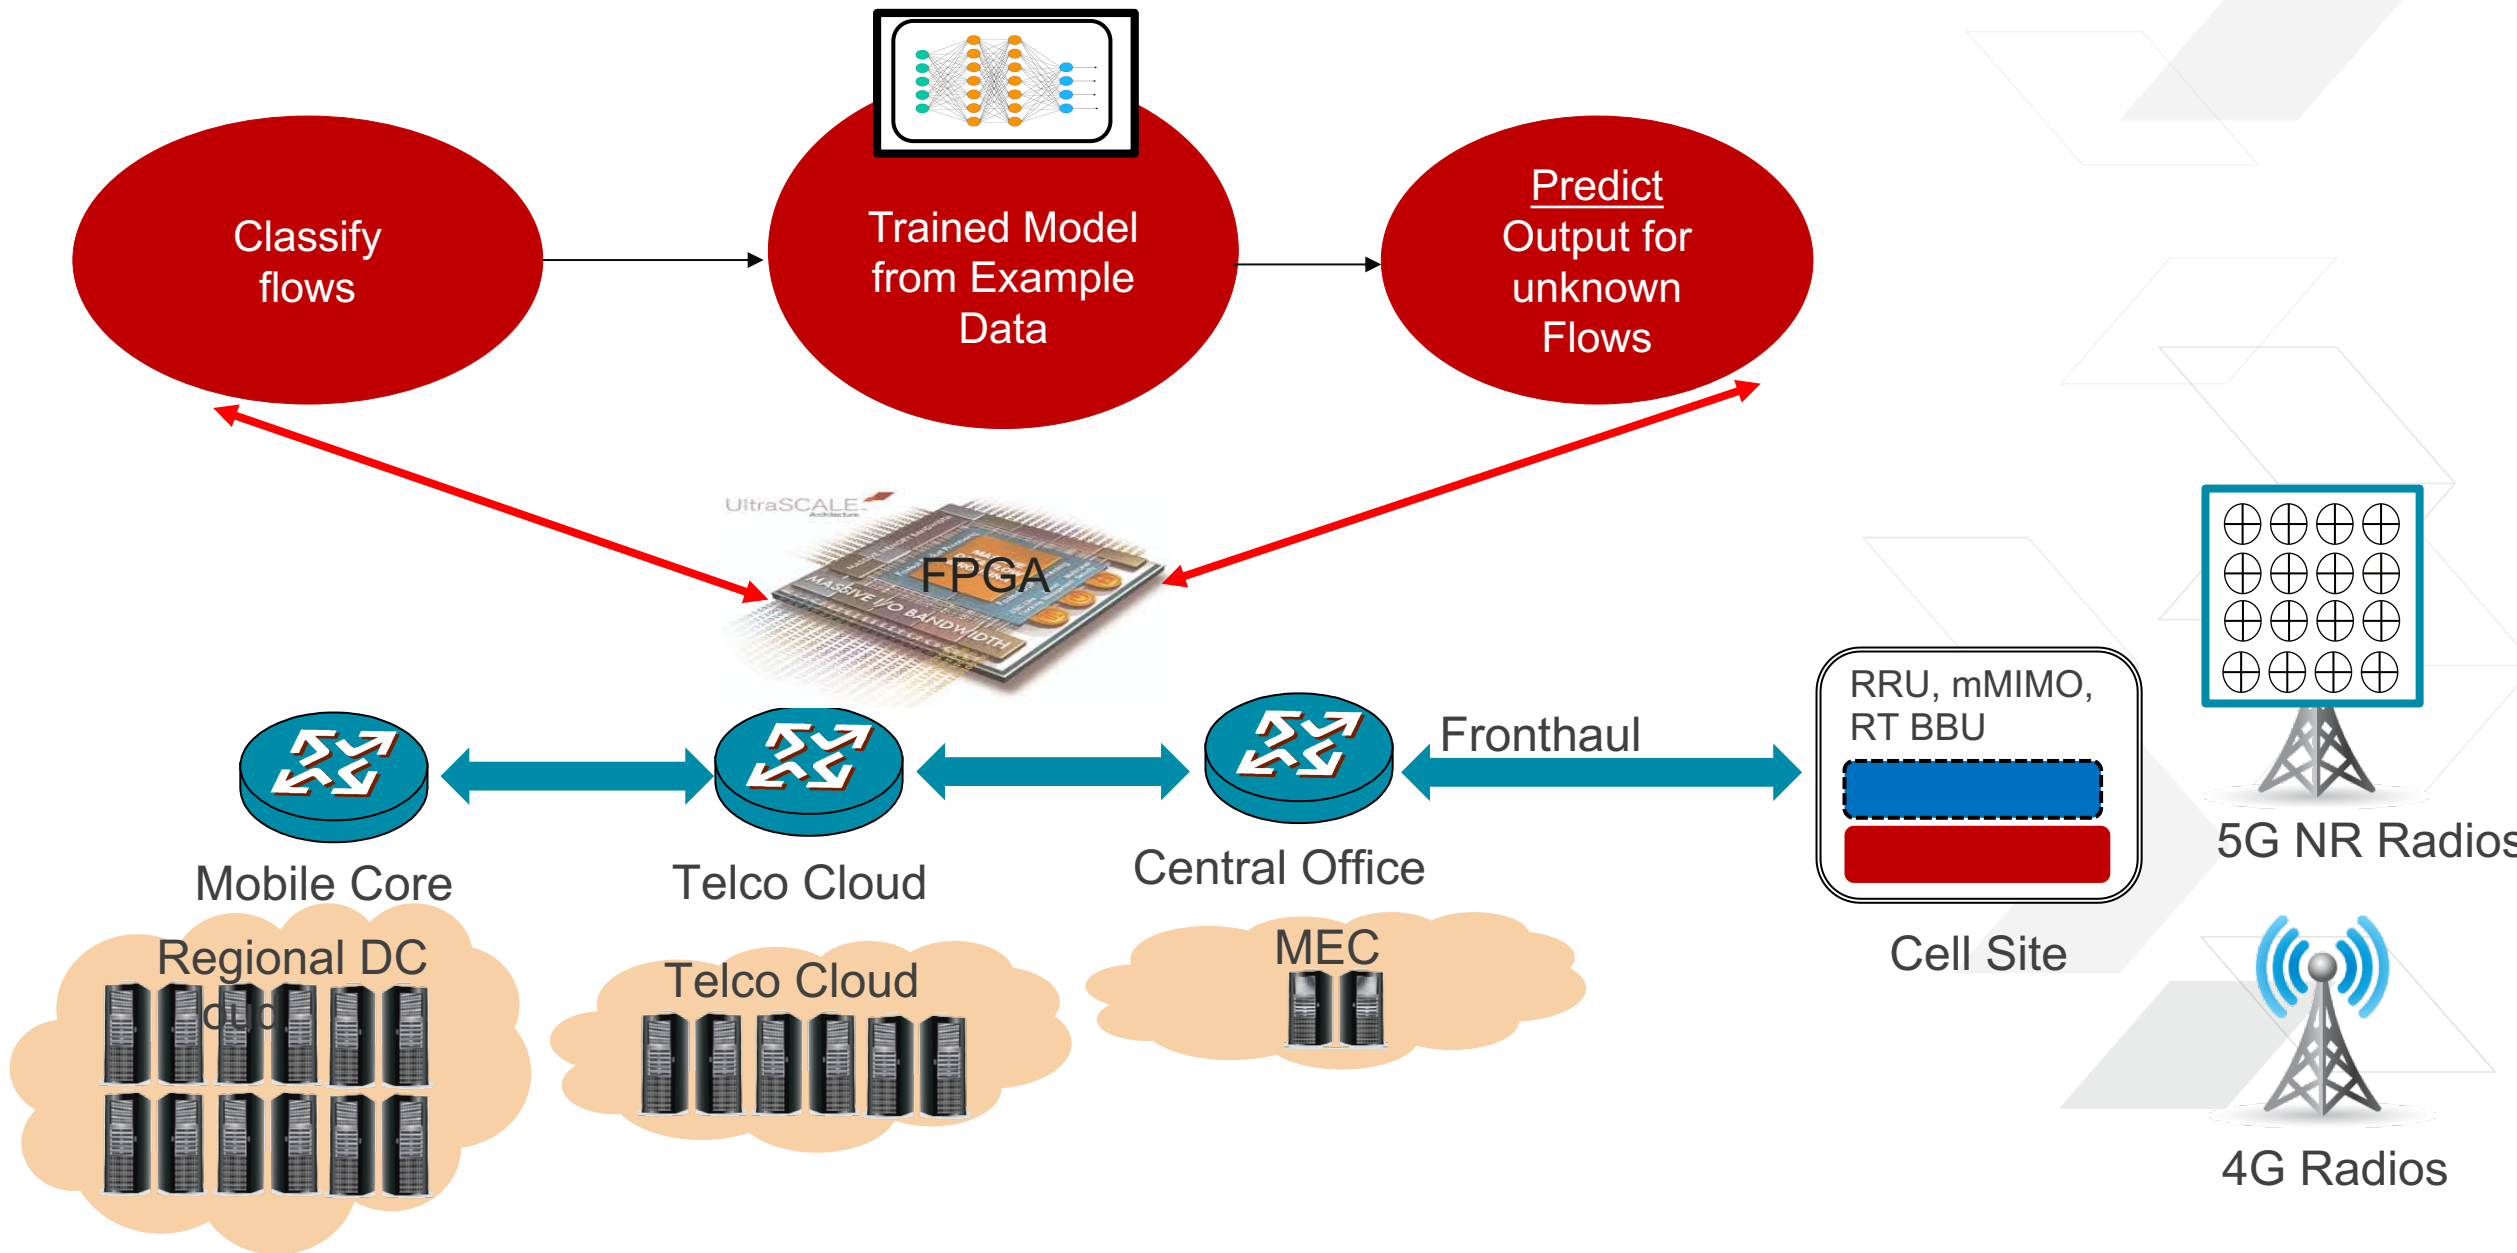 Classify
flows
Trained Model
from Example
Data
Predict
Output for
unknown
Flows
UltraSCALE
Architecture
FPGA
MASSIVE I/O BANDWIDTH
Fronthaul
RRU, mMIMO,
RT BBU
5G NR Radios
Mobile Core
Telco Cloud
Central Office
Cell Site
Regional DC
oud
Telco Cloud
MEC
4G Radios